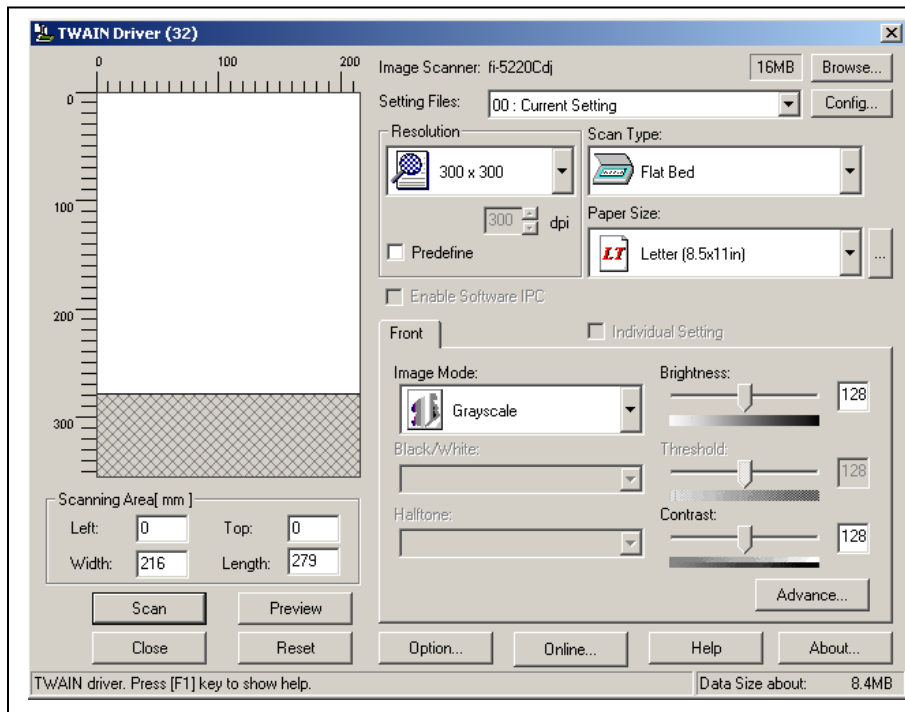 TWAIN Driver (32)
0 100 200
Image Scanner: fi-5220Cdj 16MB Browse...
0
Setting Files: 00 : Current Setting Config...
Resolution Scan Type:
300 x 300 Flat Bed
100
300 dpi Paper Size:
Predefine LT Letter (8.5x11in) ...
Enable Software IPC
200
Front Individual Setting
Image Mode: Brightness:
Grayscale 128
300
Black/White: Threshold:
128
Scanning Area[ mm ]
Left: 0 Top: 0 Halftone: Contrast:
128
Width: 216 Length: 279
Advance...
Scan Preview
Close Reset Option... Online... Help About...
TWAIN driver. Press [F1] key to show help. Data Size about: 8.4MB